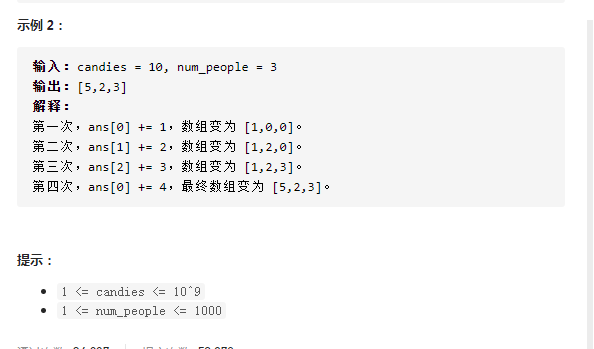 示例 2：
输入：candies = 10, num_people = 3
输出：[5,2,3]
解释：
第一次，ans[0] += 1，数组变为 [1,0,0]。
第二次，ans[1] += 2，数组变为 [1,2,0]。
第三次，ans[2] += 3，数组变为 [1,2,3]。
第四次，ans[0] += 4，最终数组变为 [5,2,3]。
提示：
1 <= candies <= 10^9
1 <= num_people <= 1000